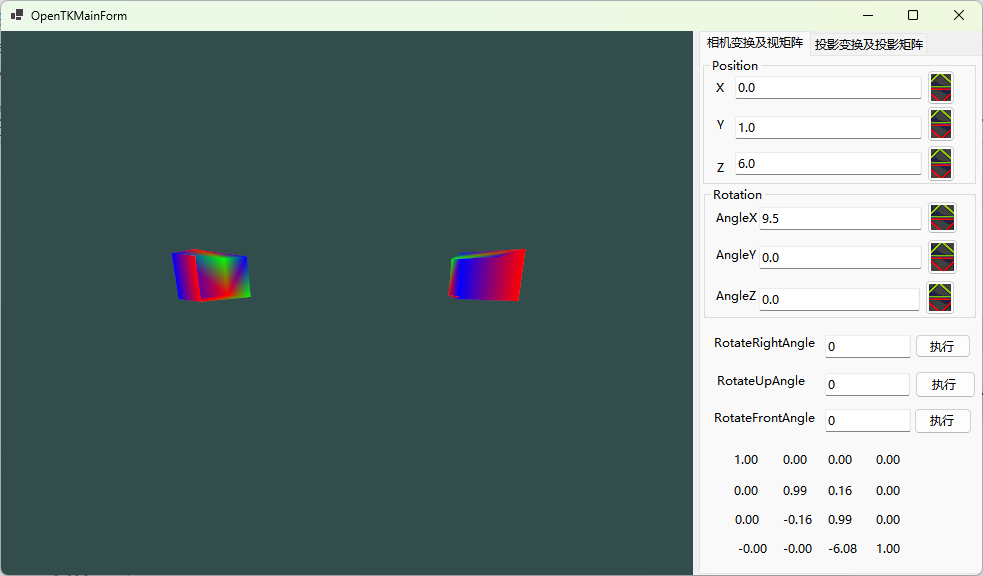 OpenTKMainForm
相机变换及视矩阵 投影变换及投影矩阵
Position
X 0.0
Y 1.0
Z 6.0
Rotation
AngleX 9.5
AngleY 0.0
AngleZ 0.0
RotateRightAngle 0 执行
RotateUpAngle 0 执行
RotateFrontAngle 0 执行
1.00 0.00 0.00 0.00
0.00 0.99 0.16 0.00
0.00 -0.16 0.99 0.00
-0.00 -0.00 -6.08 1.00